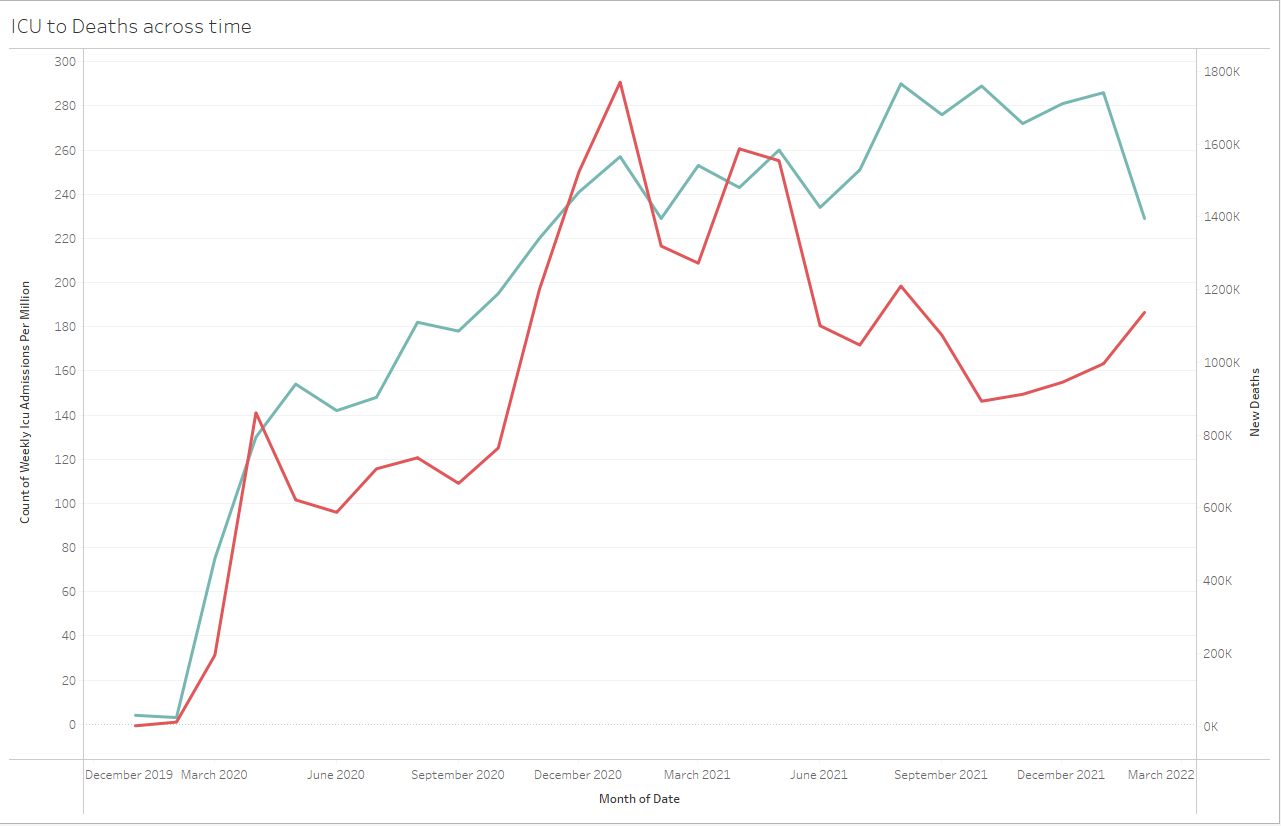 ICU to Deaths across time
300
280
260
240
220
200
180
160
140
120
100
80
60
40
20
0
Count of Weekly Icu Admissions Per Million
1800K
1600K
1400K
1200K
1000K
800K
600K
400K
200K
0K
New Deaths
December 2019 March 2020 June 2020 September 2020 December 2020 March 2021 June 2021 September 2021 December 2021 March 2022
Month of Date